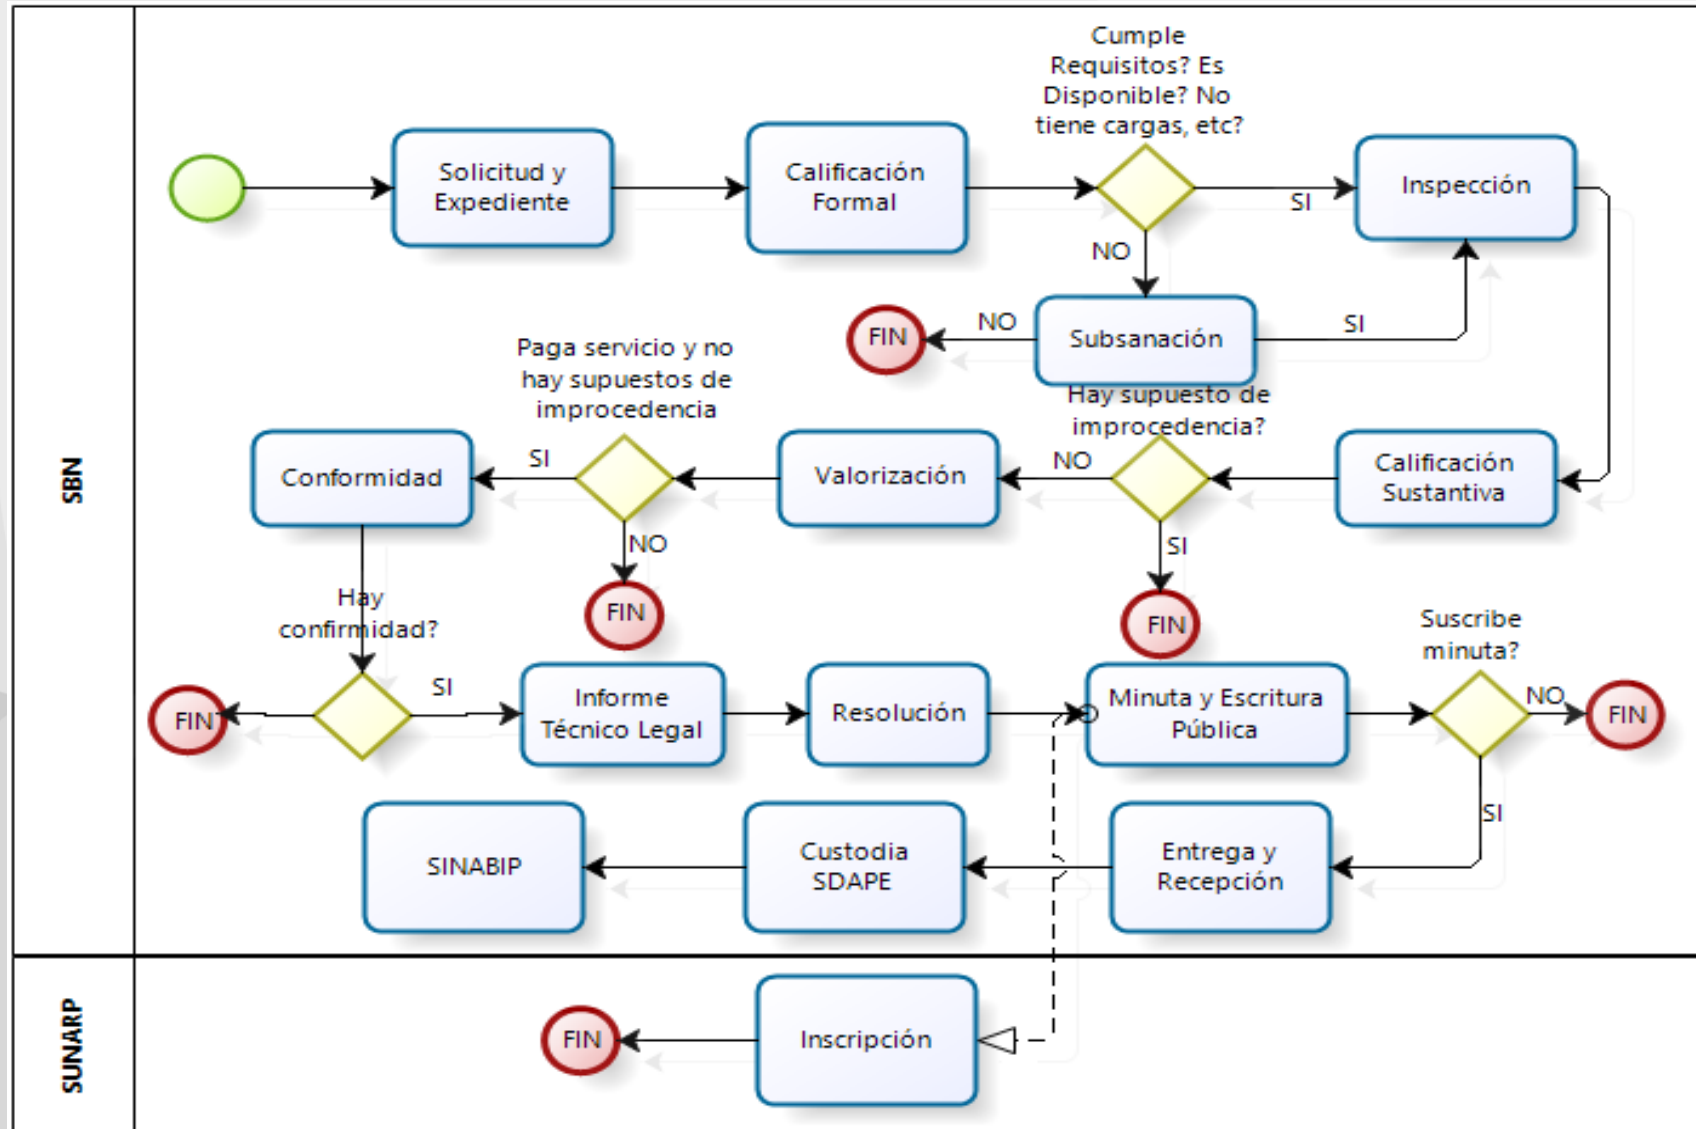 SBN
Cumple
Requisitos? Es
Disponible? No
tiene cargas, etc?
Solicitud y
Expediente
Calificación
Formal
SI
Inspección
NO
Subsanación
NO
FIN
SI
Paga servicio y no
hay supuestos de
improcedencia
Hay supuesto de
improcedencia?
Conformidad
SI
Valorización
NO
Calificación
Sustantiva
NO
FIN
SI
FIN
Hay
confirmidad?
Suscribe
minuta?
FIN
SI
Informe
Técnico Legal
Resolución
Minuta y Escritura
Pública
NO
FIN
SI
SINABIP
Custodia
SDAPE
Entrega y
Recepción
SUNARP
FIN
Inscripción